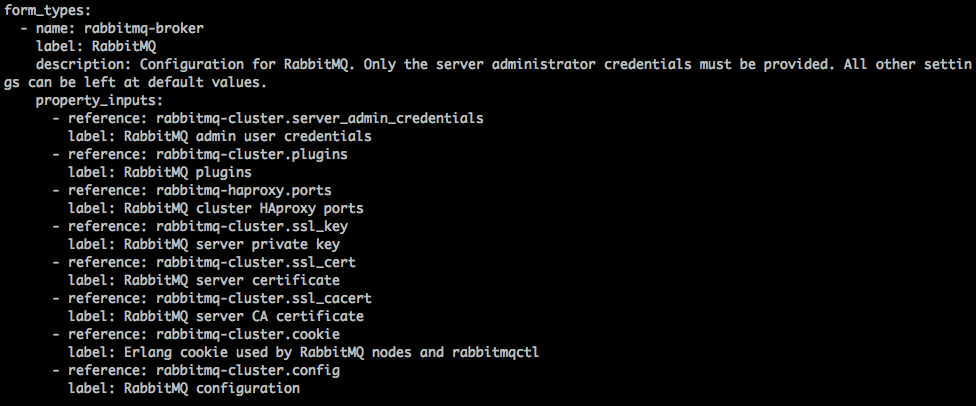 form_types:
  - name: rabbitmq-broker
    label: RabbitMQ
    description: Configuration for RabbitMQ. Only the server administrator credentials must be provided. All other settin
gs can be left at default values.
    property_inputs:
      - reference: rabbitmq-cluster.server_admin_credentials
        label: RabbitMQ admin user credentials
      - reference: rabbitmq-cluster.plugins
        label: RabbitMQ plugins
      - reference: rabbitmq-haproxy.ports
        label: RabbitMQ cluster HAproxy ports
      - reference: rabbitmq-cluster.ssl_key
        label: RabbitMQ server private key
      - reference: rabbitmq-cluster.ssl_cert
        label: RabbitMQ server certificate
      - reference: rabbitmq-cluster.ssl_cacert
        label: RabbitMQ server CA certificate
      - reference: rabbitmq-cluster.cookie
        label: Erlang cookie used by RabbitMQ nodes and rabbitmqctl
      - reference: rabbitmq-cluster.config
        label: RabbitMQ configuration